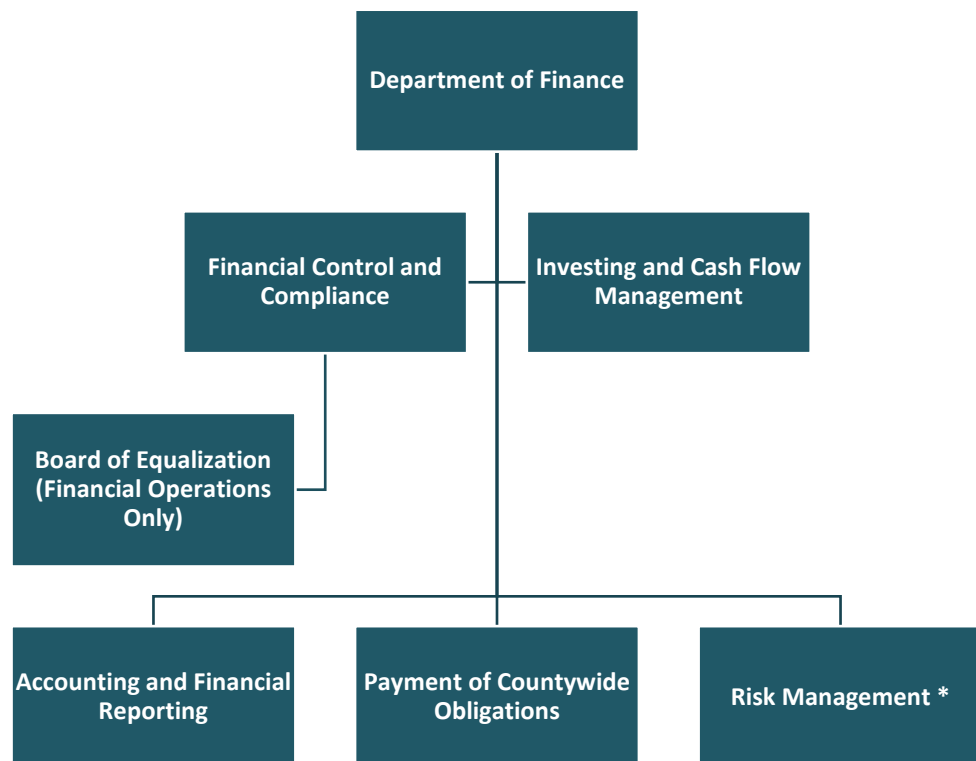 Department of Finance
Financial Control and
Compliance
Investing and Cash Flow
Management
Board of Equalization
(Financial Operations
Only)
Accounting and Financial
Reporting
Payment of Countywide
Obligations
Risk Management *